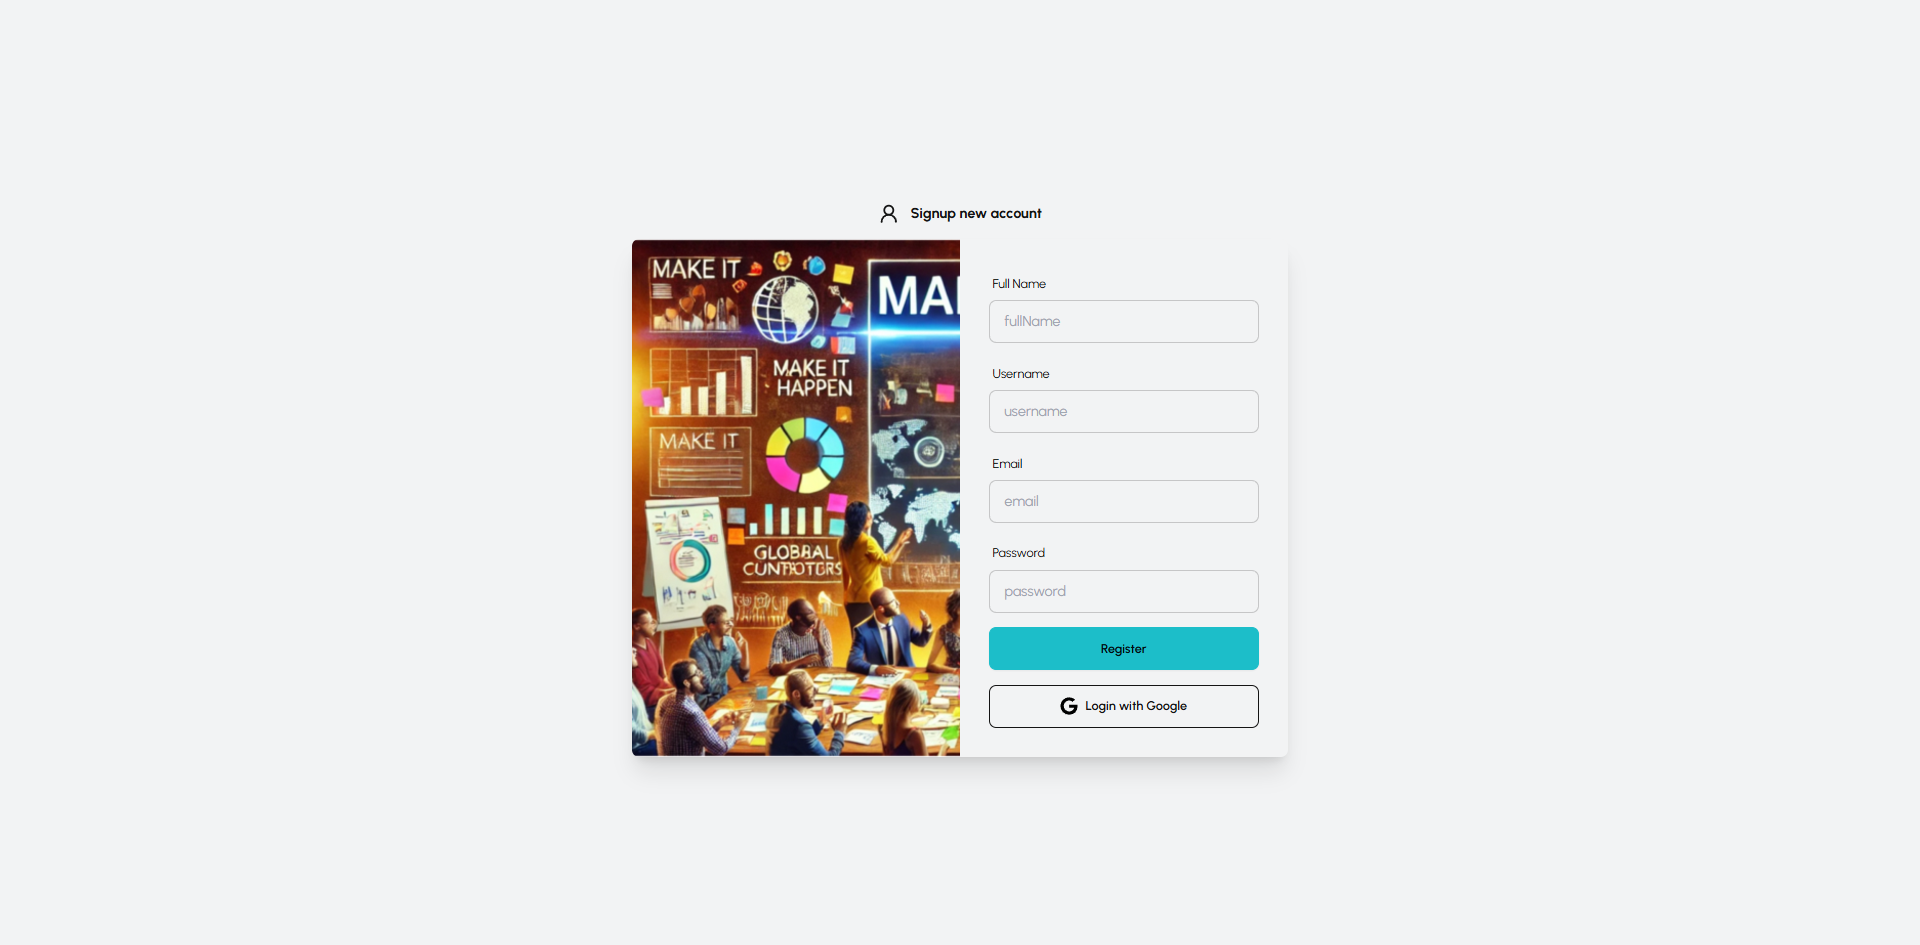 Signup new account
MAKE IT
MAKE IT
HAPPEN
MAKE IT
GLOBBAL
MA
Full Name
fullName
Username
username
Email
email
Password
password
Register
Login with Google